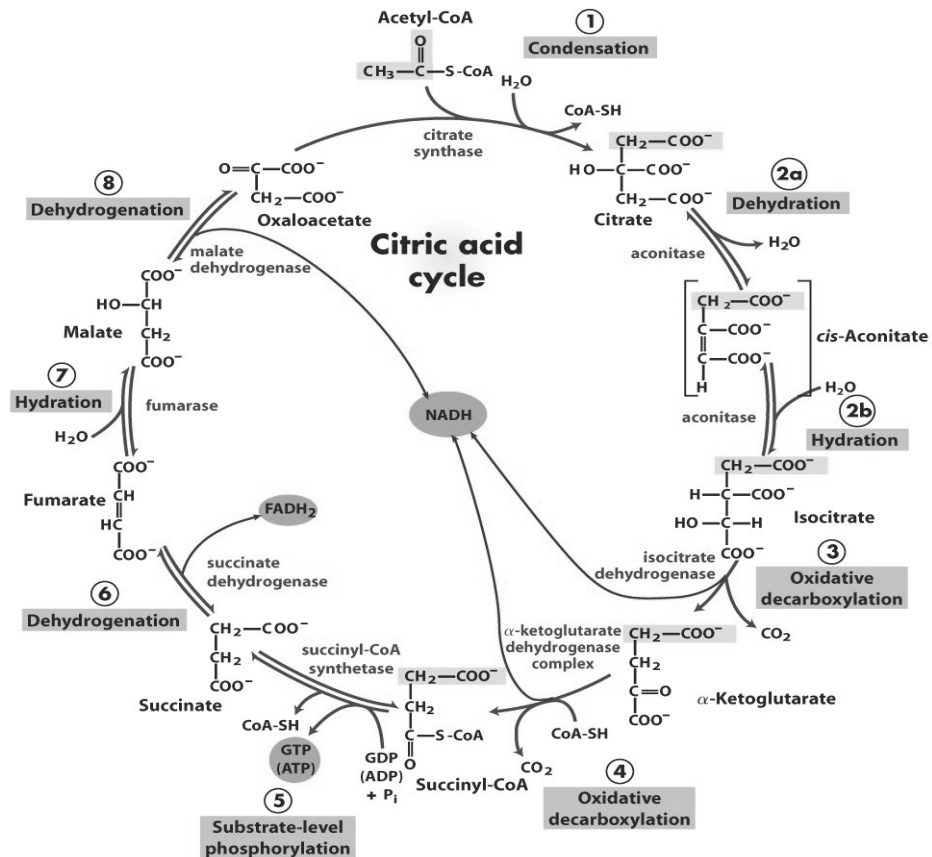 Acetyl-CoA
O
CH₃—C—S-CoA
①
Condensation
H₂O
CoA-SH
citrate
synthase
O=C—COO⁻
CH₂—COO⁻
Oxaloacetate
CH₂—COO⁻
HO—C—COO⁻
CH₂—COO⁻
Citrate
2a
Dehydration
H₂O
aconitase
⑧
Dehydrogenation
malate
dehydrogenase
Citric acid
cycle
CH₂—COO⁻
C—COO⁻
C—COO⁻
H
cis-Aconitate
COO⁻
HO—CH
CH₂
COO⁻
Malate
⑦
Hydration
H₂O
fumarase
NADH
aconitase
H₂O
2b
Hydration
CH₂—COO⁻
H—C—COO⁻
HO—C—H
COO⁻
Isocitrate
COO⁻
CH
HC
COO⁻
Fumarate
FADH₂
succinate
dehydrogenase
⑥
Dehydrogenation
isocitrate
dehydrogenase
③
Oxidative
decarboxylation
CO₂
CH₂—COO⁻
CH₂
COO⁻
Succinate
succinyl-CoA
synthetase
α-ketoglutarate
dehydrogenase
complex
CH₂—COO⁻
CH₂
C=O
COO⁻
α-Ketoglutarate
CH₂—COO⁻
CH₂
C—S-CoA
O
Succinyl-CoA
CoA-SH
GTP
(ATP)
GDP
(ADP)
+ Pᵢ
CoA-SH
CO₂
④
Oxidative
decarboxylation
⑤
Substrate-level
phosphorylation